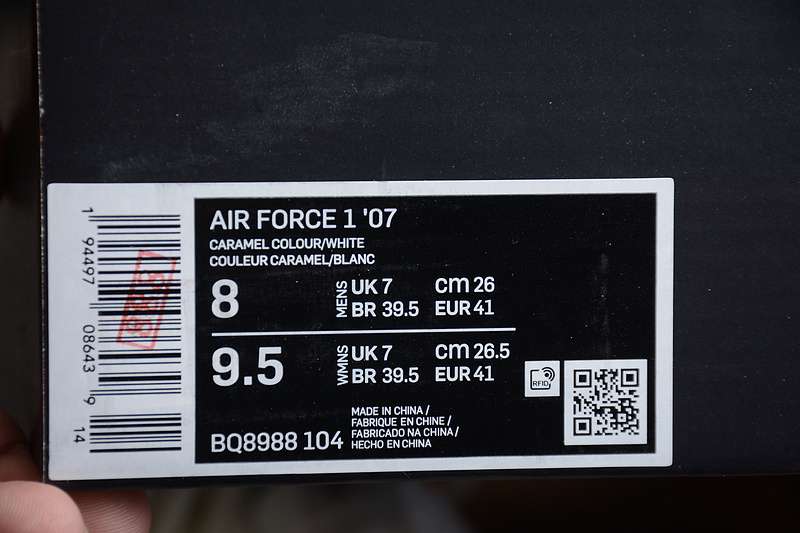 AIR FORCE 1 '07
CARAMEL COLOUR/WHITE
COULEUR CARAMEL/BLANC
8 MENS UK 7 cm 26
BR 39.5 EUR 41
9.5 WMNS UK 7 cm 26.5
BR 39.5 EUR 41
RFID
BQ8988 104
MADE IN CHINA /
FABRIQUE EN CHINE /
FABRICADO NA CHINA /
HECHO EN CHINA
1 94497 08643 9 14